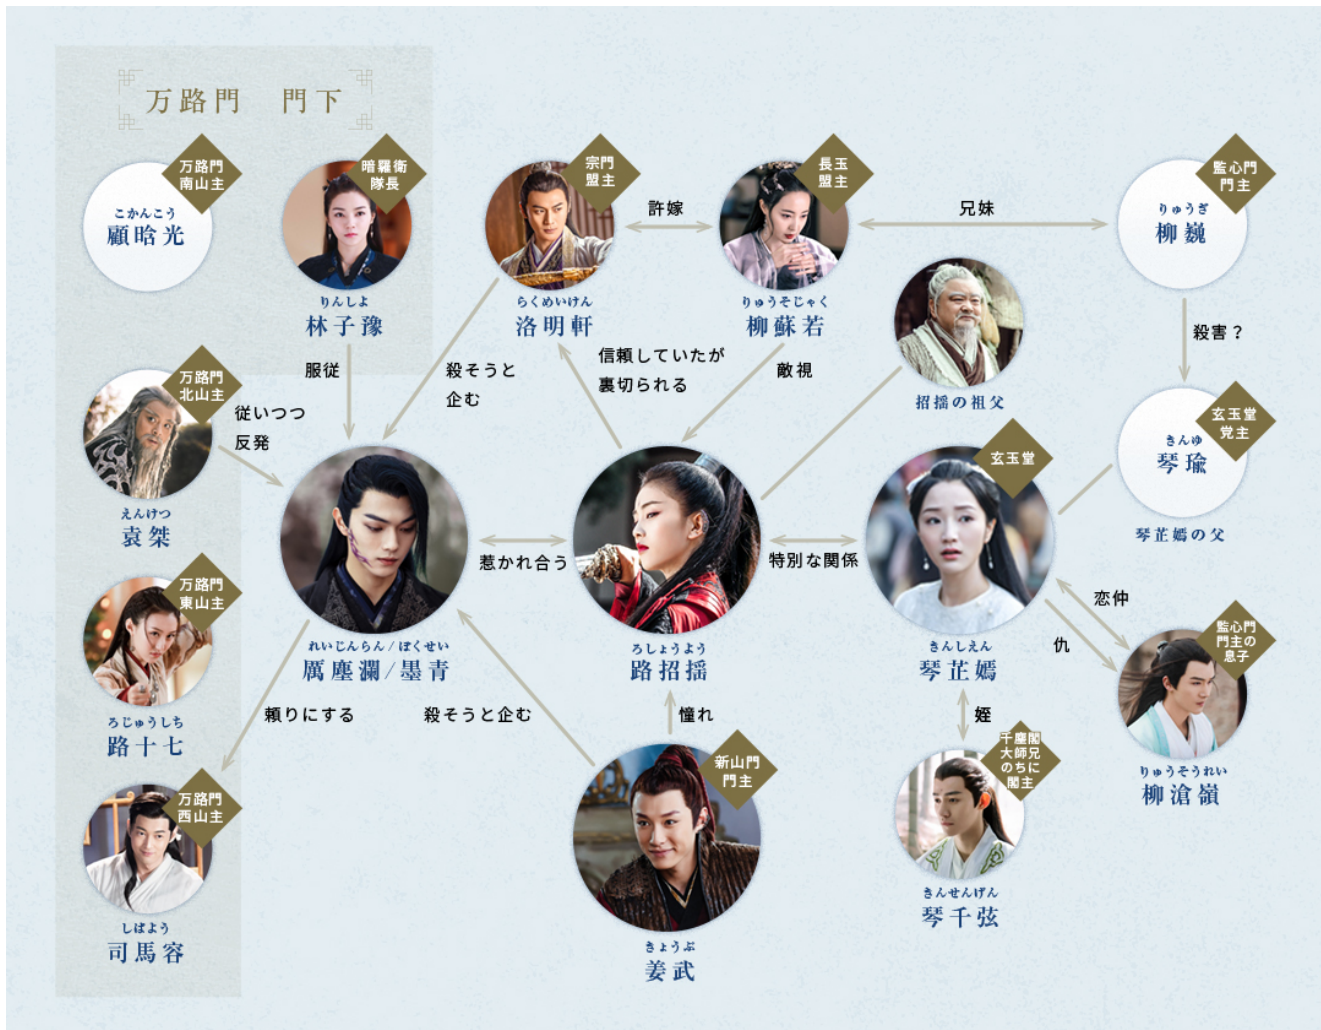 万路門　門下
万路門
南山主
こかんこう
顧晗光
暗羅衛
隊長
りんしよ
林子豫
宗門
盟主
らくめいけん
洛明軒
許嫁
長玉
盟主
りゅうそじゃく
柳蘇若
兄妹
監心門
門主
りゅうぎ
柳巍
招揺の祖父
殺害？
玄玉堂
党主
きんゆ
琴瑜
琴芷嫣の父
服従
殺そうと
企む
信頼していたが
裏切られる
敵視
万路門
北山主
えんけつ
袁桀
従いつつ
反発
れいじんらん/ぼくせい
厲塵瀾/墨青
惹かれ合う
ろしょうよう
路招揺
特別な関係
玄玉堂
きんしえん
琴芷嫣
恋仲
仇
監心門
門主の
息子
りゅうそうれい
柳滄嶺
万路門
東山主
ろじゅうしち
路十七
頼りにする
殺そうと企む
憧れ
姪
万路門
西山主
しばよう
司馬容
新山門
門主
きょうぶ
姜武
千塵閣
大師兄
のちに
閣主
きんせんげん
琴千弦